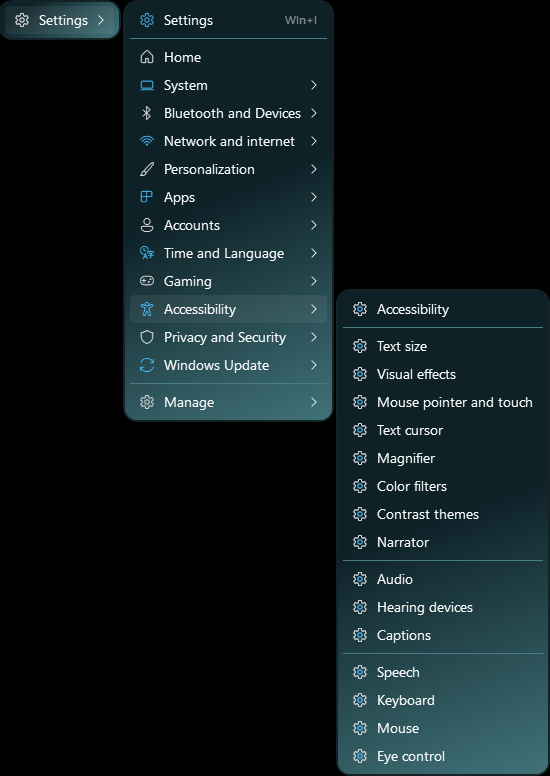 Settings
Settings Win+I
Home
System
Bluetooth and Devices
Network and internet
Personalization
Apps
Accounts
Time and Language
Gaming
Accessibility
Privacy and Security
Windows Update
Manage
Accessibility
Text size
Visual effects
Mouse pointer and touch
Text cursor
Magnifier
Color filters
Contrast themes
Narrator
Audio
Hearing devices
Captions
Speech
Keyboard
Mouse
Eye control